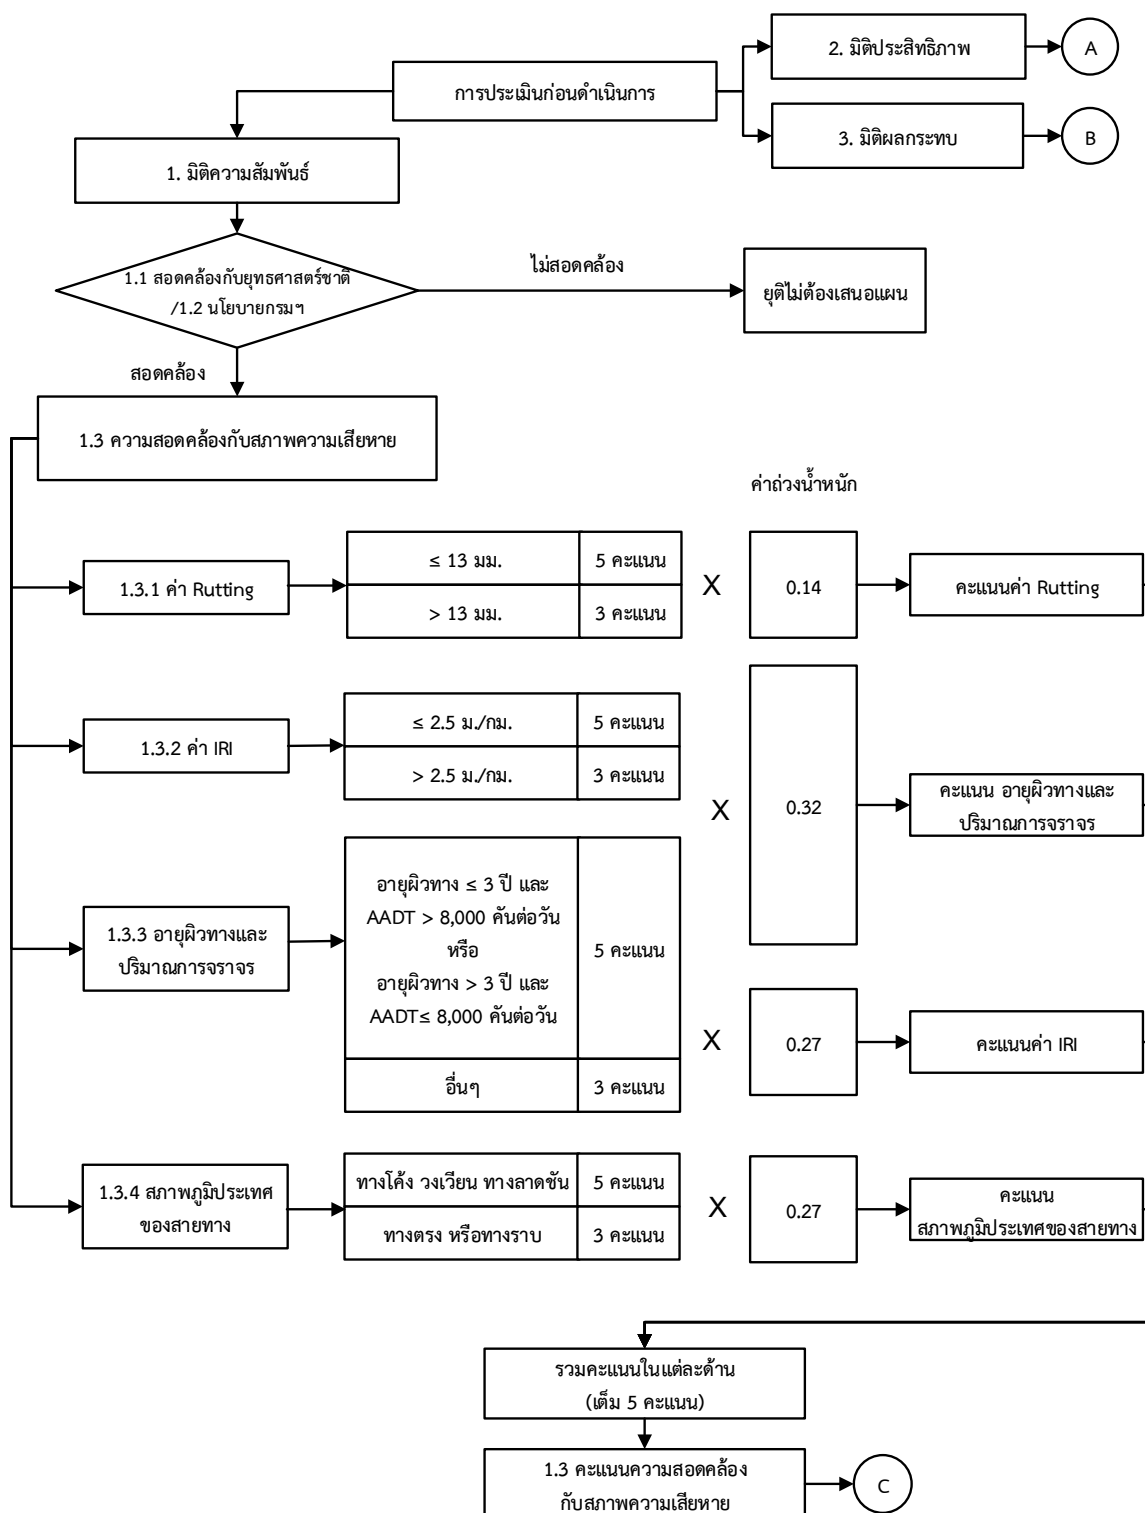 2. มิติประสิทธิภาพ
A
การประเมินก่อนดำเนินการ
3. มิติผลกระทบ
B
1. มิติความสัมพันธ์
1.1 สอดคล้องกับยุทธศาสตร์ชาติ
/1.2 นโยบายกรมฯ
ไม่สอดคล้อง
ยุติไม่ต้องเสนอแผน
สอดคล้อง
1.3 ความสอดคล้องกับสภาพความเสียหาย
ค่าถ่วงน้ำหนัก
1.3.1 ค่า Rutting
≤ 13 มม.
5 คะแนน
> 13 มม.
3 คะแนน
X
0.14
คะแนนค่า Rutting
1.3.2 ค่า IRI
≤ 2.5 ม./กม.
5 คะแนน
> 2.5 ม./กม.
3 คะแนน
X
0.32
คะแนน อายุผิวทางและ
ปริมาณการจราจร
1.3.3 อายุผิวทางและ
ปริมาณการจราจร
อายุผิวทาง ≤ 3 ปี และ
AADT > 8,000 คันต่อวัน
หรือ
อายุผิวทาง > 3 ปี และ
AADT≤ 8,000 คันต่อวัน
5 คะแนน
อื่นๆ
3 คะแนน
X
0.27
คะแนนค่า IRI
1.3.4 สภาพภูมิประเทศ
ของสายทาง
ทางโค้ง วงเวียน ทางลาดชัน
5 คะแนน
ทางตรง หรือทางราบ
3 คะแนน
X
0.27
คะแนน
สภาพภูมิประเทศของสายทาง
รวมคะแนนในแต่ละด้าน
(เต็ม 5 คะแนน)
1.3 คะแนนความสอดคล้อง
กับสภาพความเสียหาย
C